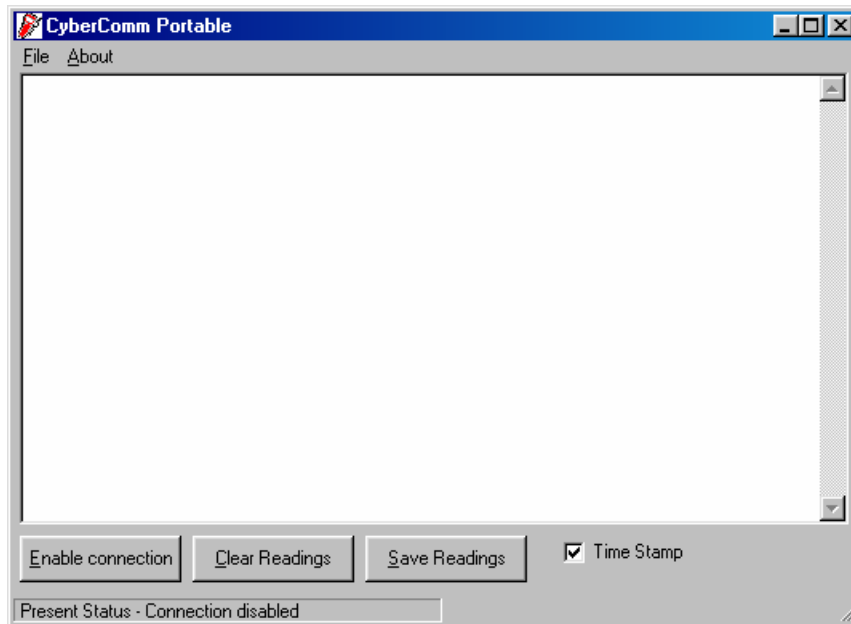 CyberComm Portable
File About
Enable connection Clear Readings Save Readings Time Stamp
Present Status - Connection disabled